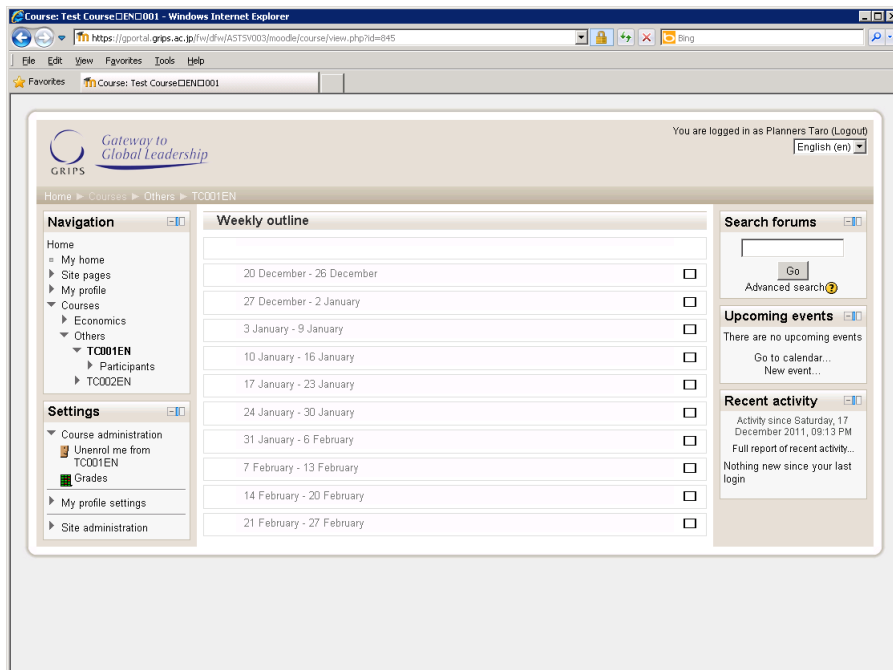 Course: Test Course□EN□001 - Windows Internet Explorer
https://gportal.grips.ac.jp/fw/dfw/ASTSV003/moodle/course/view.php?id=845
Bing
File Edit View Favorites Tools Help
Favorites
Course: Test Course□EN□001
GRIPS
Gateway to
Global Leadership
You are logged in as Planners Taro (Logout)
English (en)
Home ► Courses ► Others ► TC001EN
Navigation
Home
My home
Site pages
My profile
Courses
Economics
Others
TC001EN
Participants
TC002EN
Settings
Course administration
Unenrol me from
TC001EN
Grades
My profile settings
Site administration
Weekly outline
20 December - 26 December
27 December - 2 January
3 January - 9 January
10 January - 16 January
17 January - 23 January
24 January - 30 January
31 January - 6 February
7 February - 13 February
14 February - 20 February
21 February - 27 February
Search forums
Go
Advanced search?
Upcoming events
There are no upcoming events
Go to calendar...
New event...
Recent activity
Activity since Saturday, 17
December 2011, 09:13 PM
Full report of recent activity...
Nothing new since your last
login